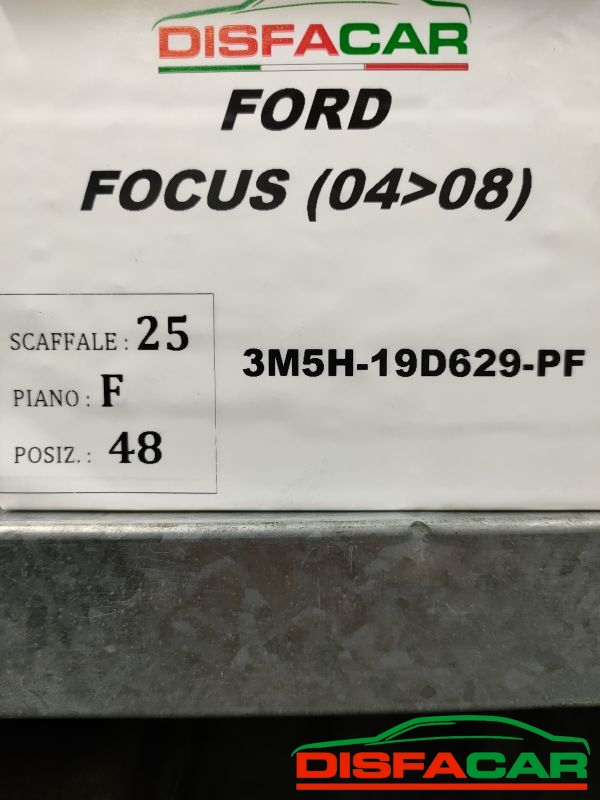 DISFACAR
FORD
FOCUS (04>08)
SCAFFALE : 25
PIANO : F
POSIZ. : 48
3M5H-19D629-PF
DISFACAR